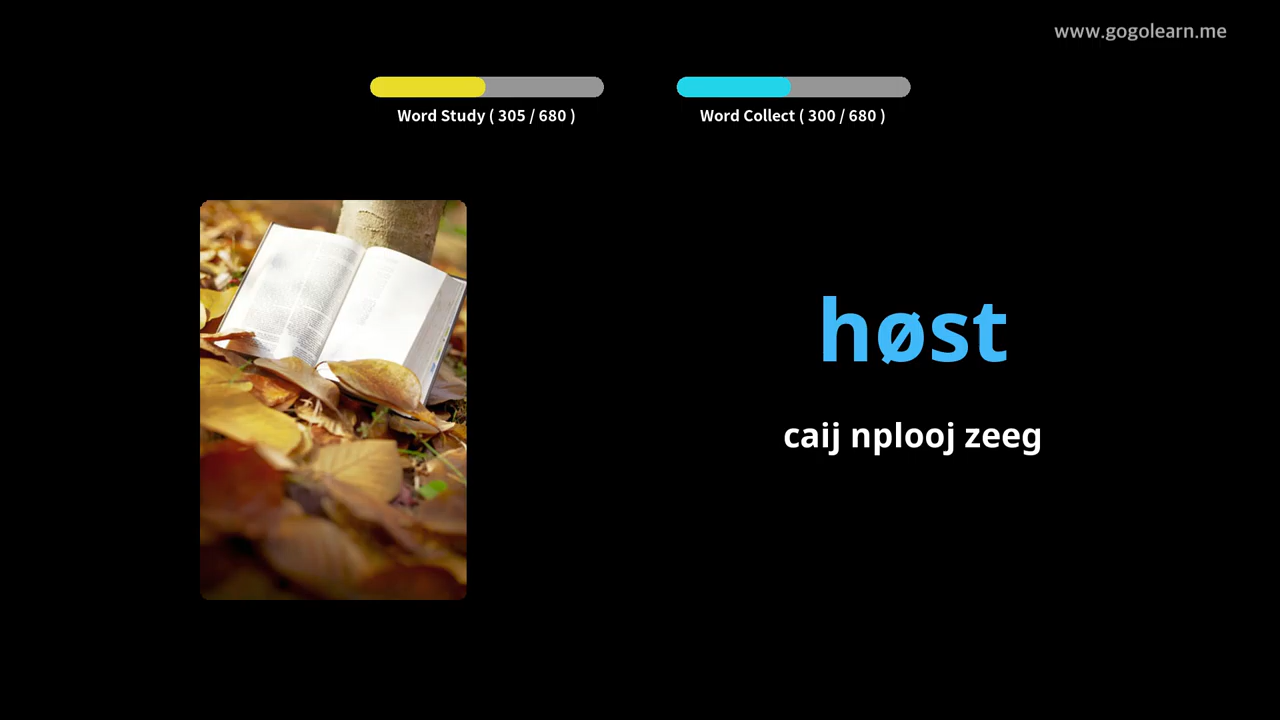 www.gogolearn.me
Word Study ( 305 / 680 )
Word Collect ( 300 / 680 )
høst
caij nplooj zeeg